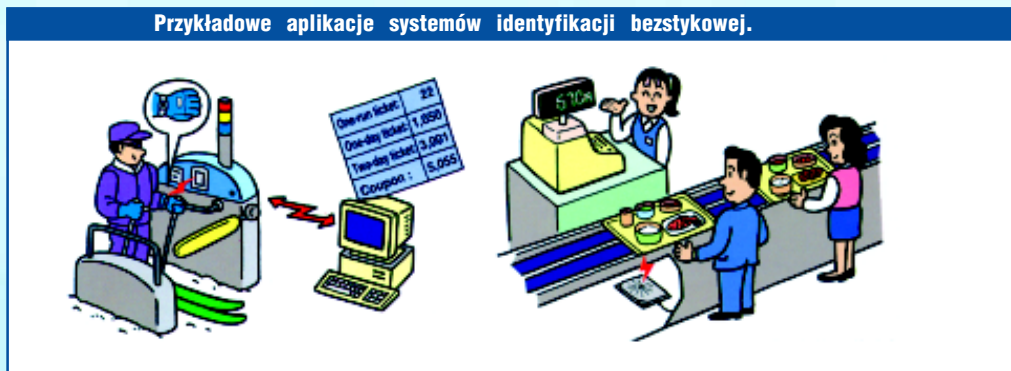 Przykładowe aplikacje systemów identyfikacji bezstykowej.
One-run ticket: 22
One-day ticket: 1,850
Two-day ticket: 3,001
Coupon : 5,055